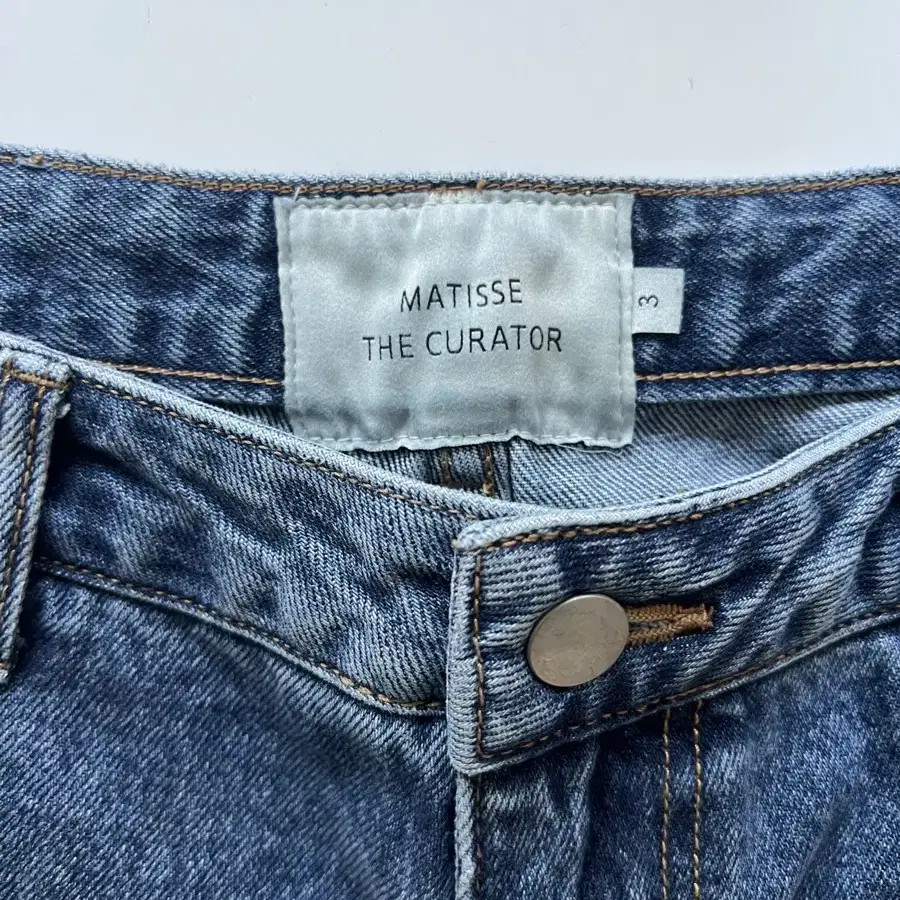 MATISSE
THE CURATOR
3